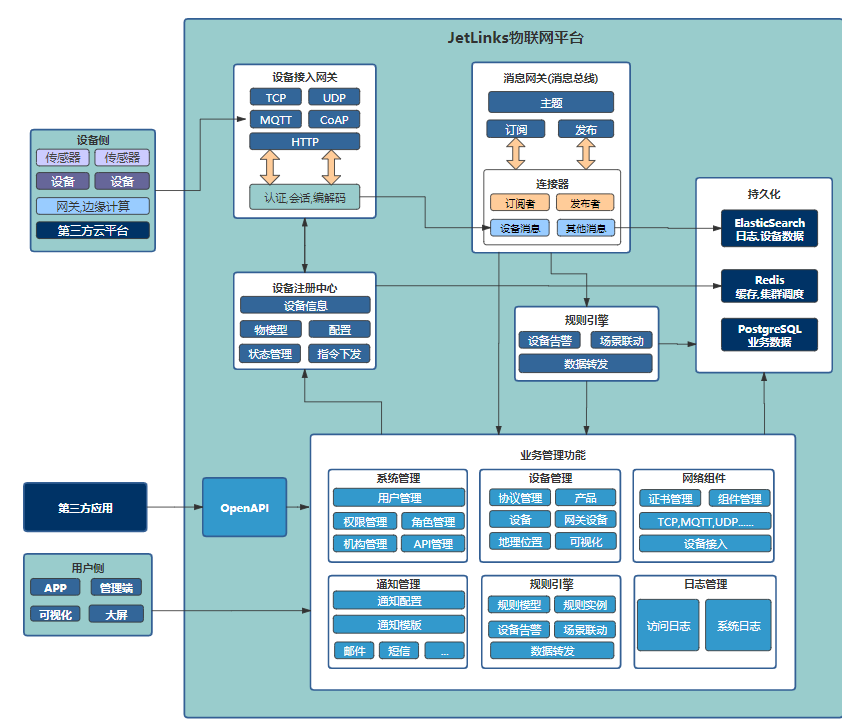 JetLinks物联网平台
设备接入网关
TCP
UDP
MQTT
CoAP
HTTP
认证,会话,编解码
消息网关(消息总线)
主题
订阅
发布
连接器
订阅者
发布者
设备消息
其他消息
设备侧
传感器
传感器
设备
设备
网关,边缘计算
第三方云平台
持久化
ElasticSearch
日志,设备数据
Redis
缓存,集群调度
PostgreSQL
业务数据
设备注册中心
设备信息
物模型
配置
状态管理
指令下发
规则引擎
设备告警
场景联动
数据转发
第三方应用
OpenAPI
用户侧
APP
管理端
可视化
大屏
业务管理功能
系统管理
用户管理
权限管理
角色管理
机构管理
API管理
设备管理
协议管理
产品
设备
网关设备
地理位置
可视化
网络组件
证书管理
组件管理
TCP,MQTT,UDP......
设备接入
通知管理
通知配置
通知模版
邮件
短信
...
规则引擎
规则模型
规则实例
设备告警
场景联动
数据转发
日志管理
访问日志
系统日志